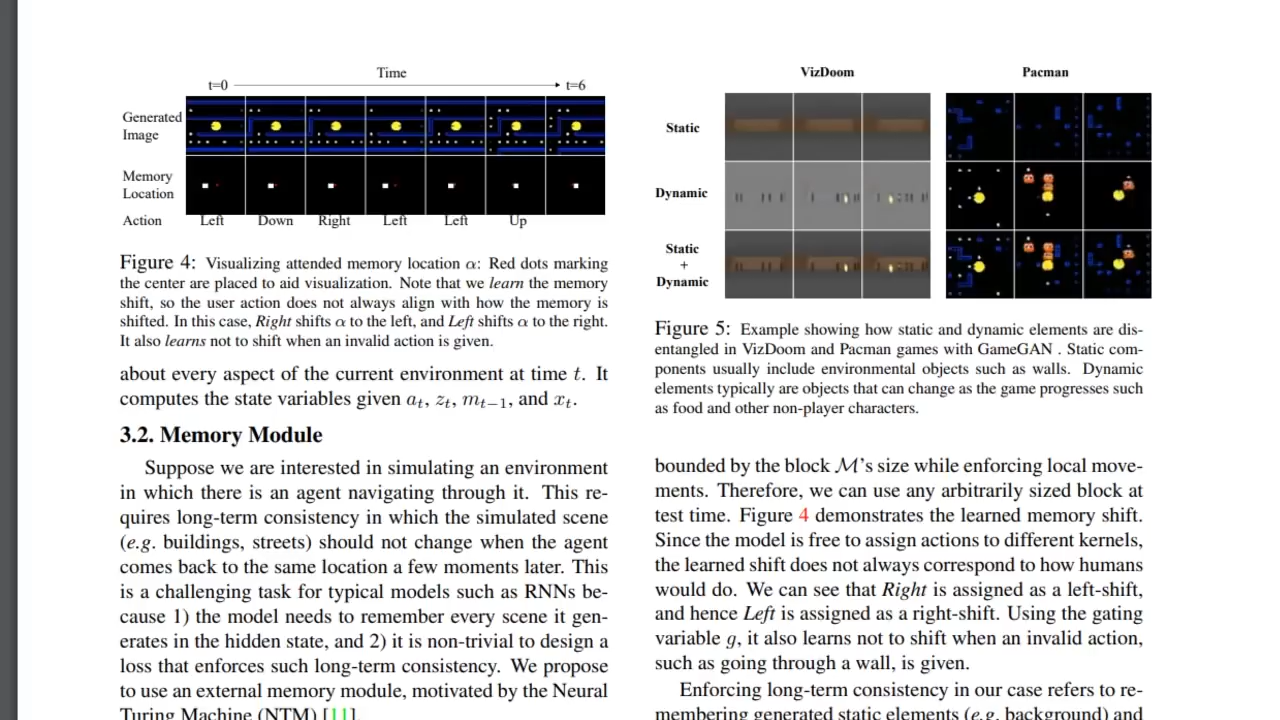 Time
t=0 t=6
Generated
Image
Memory
Location
Action Left Down Right Left Left Up
Figure 4: Visualizing attended memory location α: Red dots marking
the center are placed to aid visualization. Note that we learn the memory
shift, so the user action does not always align with how the memory is
shifted. In this case, Right shifts α to the left, and Left shifts α to the right.
It also learns not to shift when an invalid action is given.
about every aspect of the current environment at time t. It
computes the state variables given aₜ, zₜ, mₜ₋₁, and xₜ.
3.2. Memory Module
Suppose we are interested in simulating an environment
in which there is an agent navigating through it. This re-
quires long-term consistency in which the simulated scene
(e.g. buildings, streets) should not change when the agent
comes back to the same location a few moments later. This
is a challenging task for typical models such as RNNs be-
cause 1) the model needs to remember every scene it gen-
erates in the hidden state, and 2) it is non-trivial to design a
loss that enforces such long-term consistency. We propose
to use an external memory module, motivated by the Neural
Turing Machine (NTM) [11].
VizDoom Pacman
Static
Dynamic
Static
+
Dynamic
Figure 5: Example showing how static and dynamic elements are dis-
entangled in VizDoom and Pacman games with GameGAN . Static com-
ponents usually include environmental objects such as walls. Dynamic
elements typically are objects that can change as the game progresses such
as food and other non-player characters.
bounded by the block ℳ's size while enforcing local move-
ments. Therefore, we can use any arbitrarily sized block at
test time. Figure 4 demonstrates the learned memory shift.
Since the model is free to assign actions to different kernels,
the learned shift does not always correspond to how humans
would do. We can see that Right is assigned as a left-shift,
and hence Left is assigned as a right-shift. Using the gating
variable g, it also learns not to shift when an invalid action,
such as going through a wall, is given.
Enforcing long-term consistency in our case refers to re-
membering generated static elements (e.g. background) and